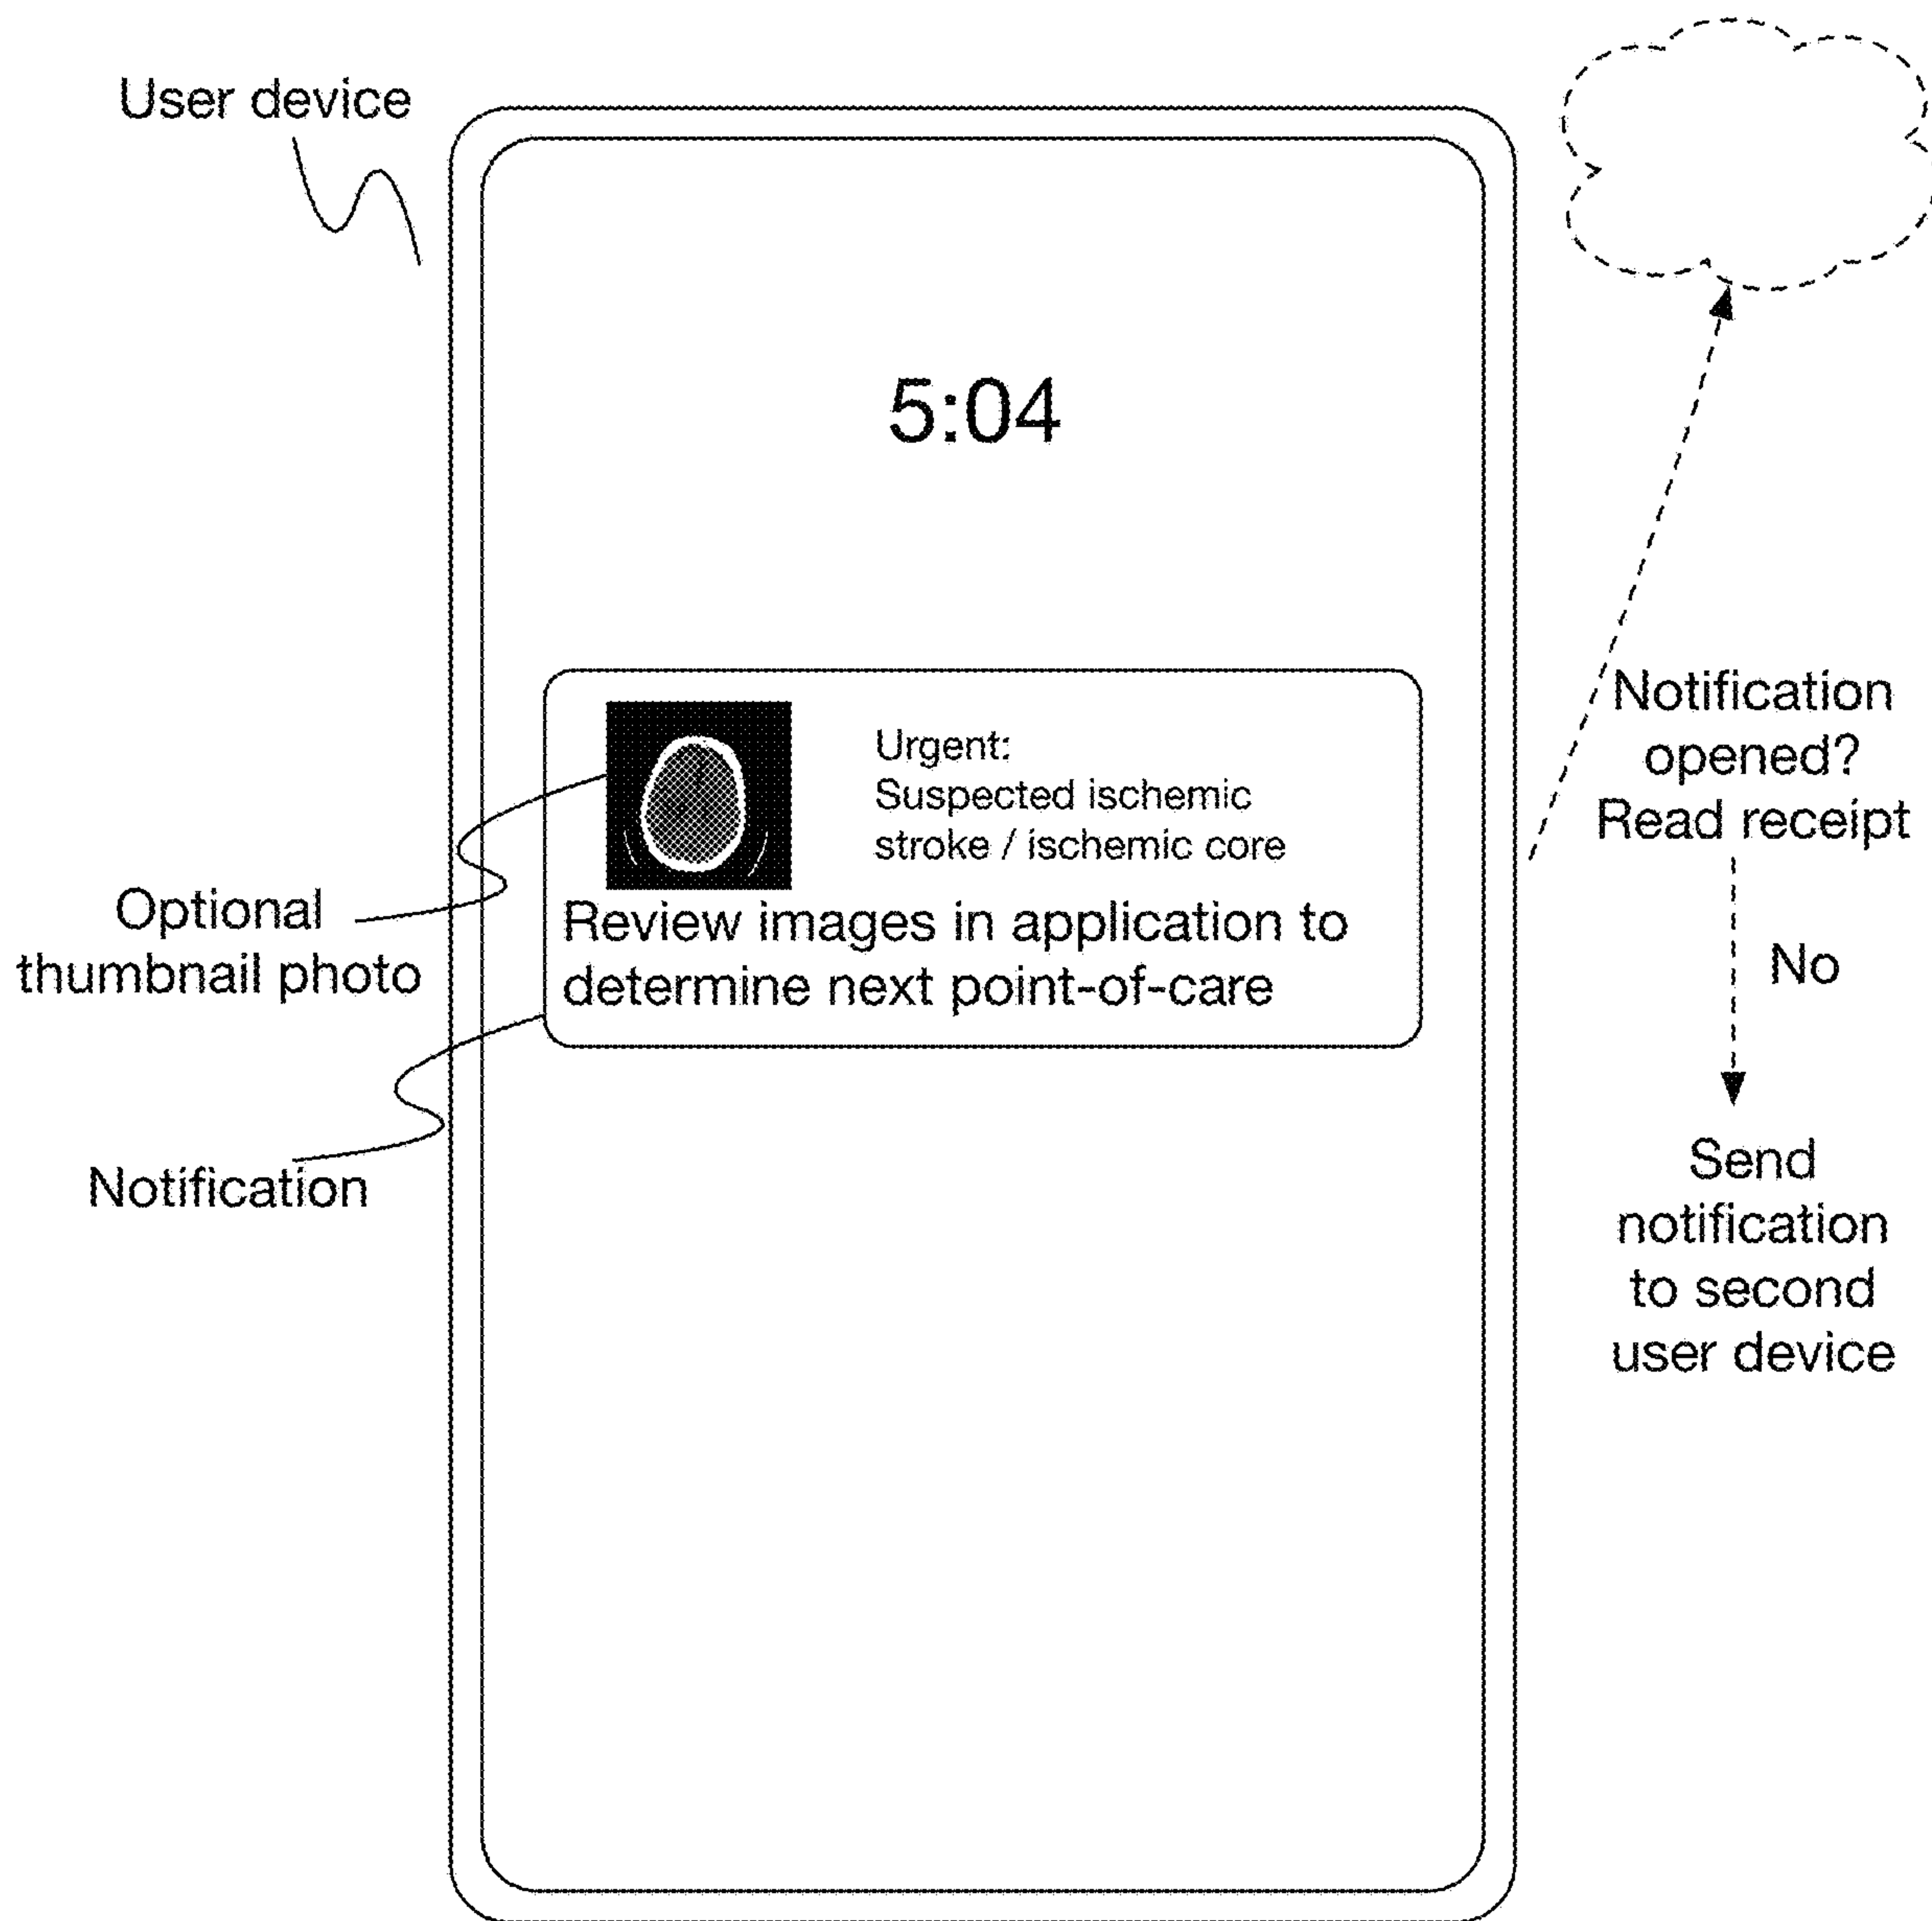 User device
5:04
Urgent:
Suspected ischemic
stroke / ischemic core
Review images in application to
determine next point-of-care
Optional
thumbnail photo
Notification
Notification
opened?
Read receipt
No
Send
notification
to second
user device